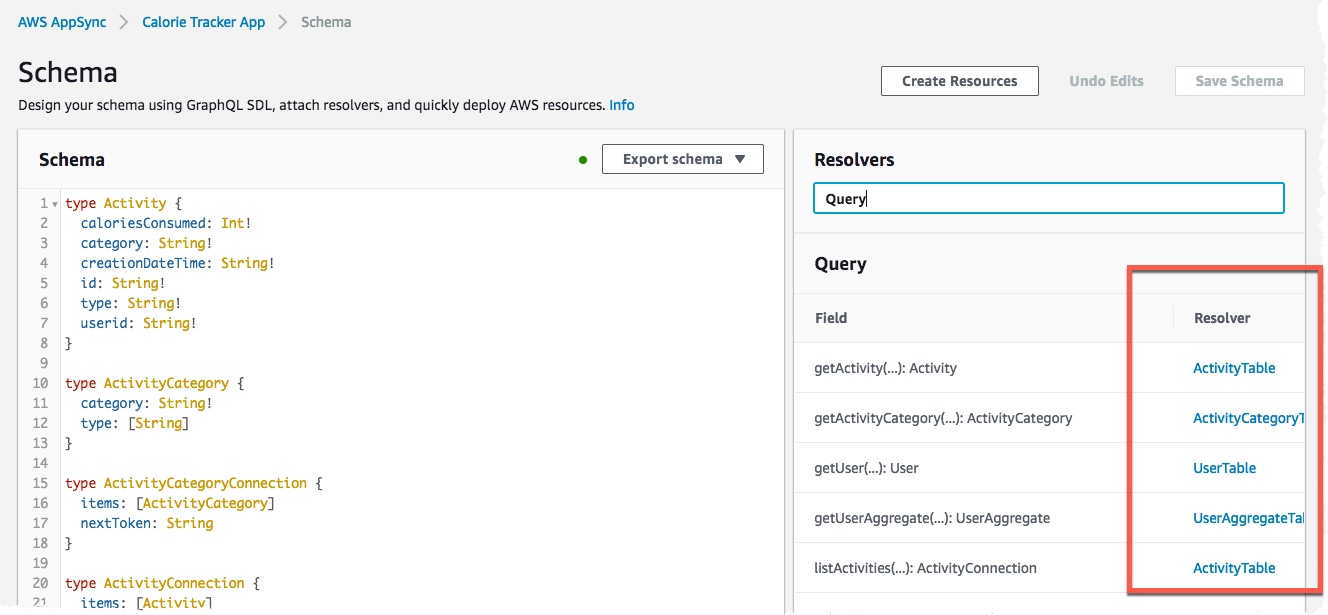 AWS AppSync > Calorie Tracker App > Schema
Schema
Create Resources Undo Edits Save Schema
Design your schema using GraphQL SDL, attach resolvers, and quickly deploy AWS resources. Info
Schema
Export schema ▼
1 type Activity {
2 caloriesConsumed: Int!
3 category: String!
4 creationDateTime: String!
5 id: String!
6 type: String!
7 userid: String!
8 }
9
10 type ActivityCategory {
11 category: String!
12 type: [String]
13 }
14
15 type ActivityCategoryConnection {
16 items: [ActivityCategory]
17 nextToken: String
18 }
19
20 type ActivityConnection {
21 items: [Activity]
Resolvers
Query
Query
Field Resolver
getActivity(...): Activity ActivityTable
getActivityCategory(...): ActivityCategory ActivityCategoryT
getUser(...): User UserTable
getUserAggregate(...): UserAggregate UserAggregateTal
listActivities(...): ActivityConnection ActivityTable